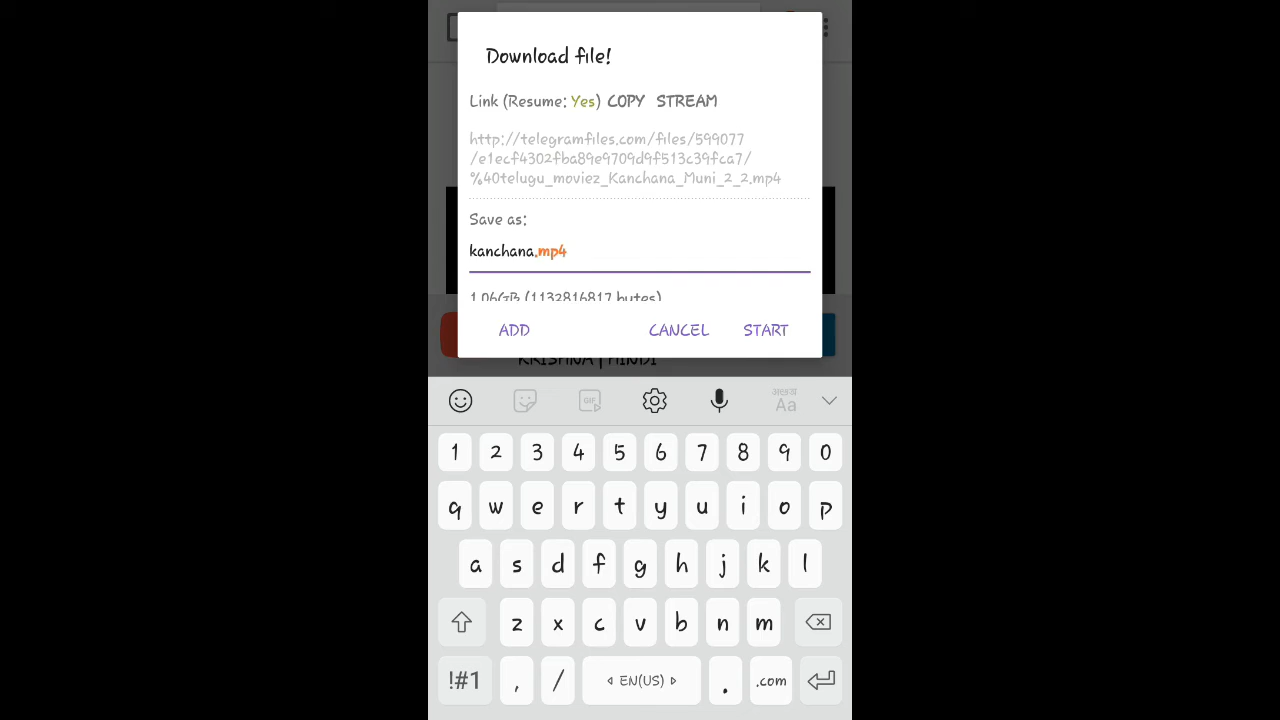 Download file!
Link (Resume: Yes) COPY STREAM
http://telegramfiles.com/files/599077
/e1ecf4302fba89e9709d9f513c39fca7/
%40telugu_moviez_Kanchana_Muni_2_2.mp4
Save as:
kanchana.mp4
1.06GB (1132816817 bytes)
ADD CANCEL START
KRISHNA | HINDI
GIF Aa
1 2 3 4 5 6 7 8 9 0
q w e r t y u i o p
a s d f g h j k l
z x c v b n m
!#1 , / EN(US) . .com